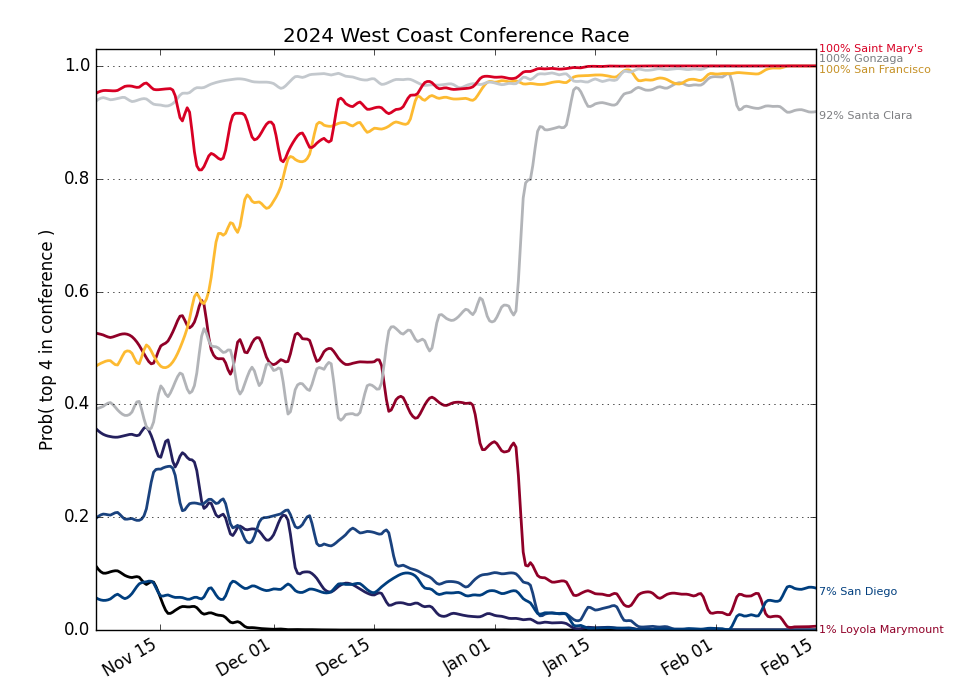 2024 West Coast Conference Race
Prob( top 4 in conference )
1.0
0.8
0.6
0.4
0.2
0.0
Nov 15
Dec 01
Dec 15
Jan 01
Jan 15
Feb 01
Feb 15
100% Saint Mary's
100% Gonzaga
100% San Francisco
92% Santa Clara
7% San Diego
1% Loyola Marymount